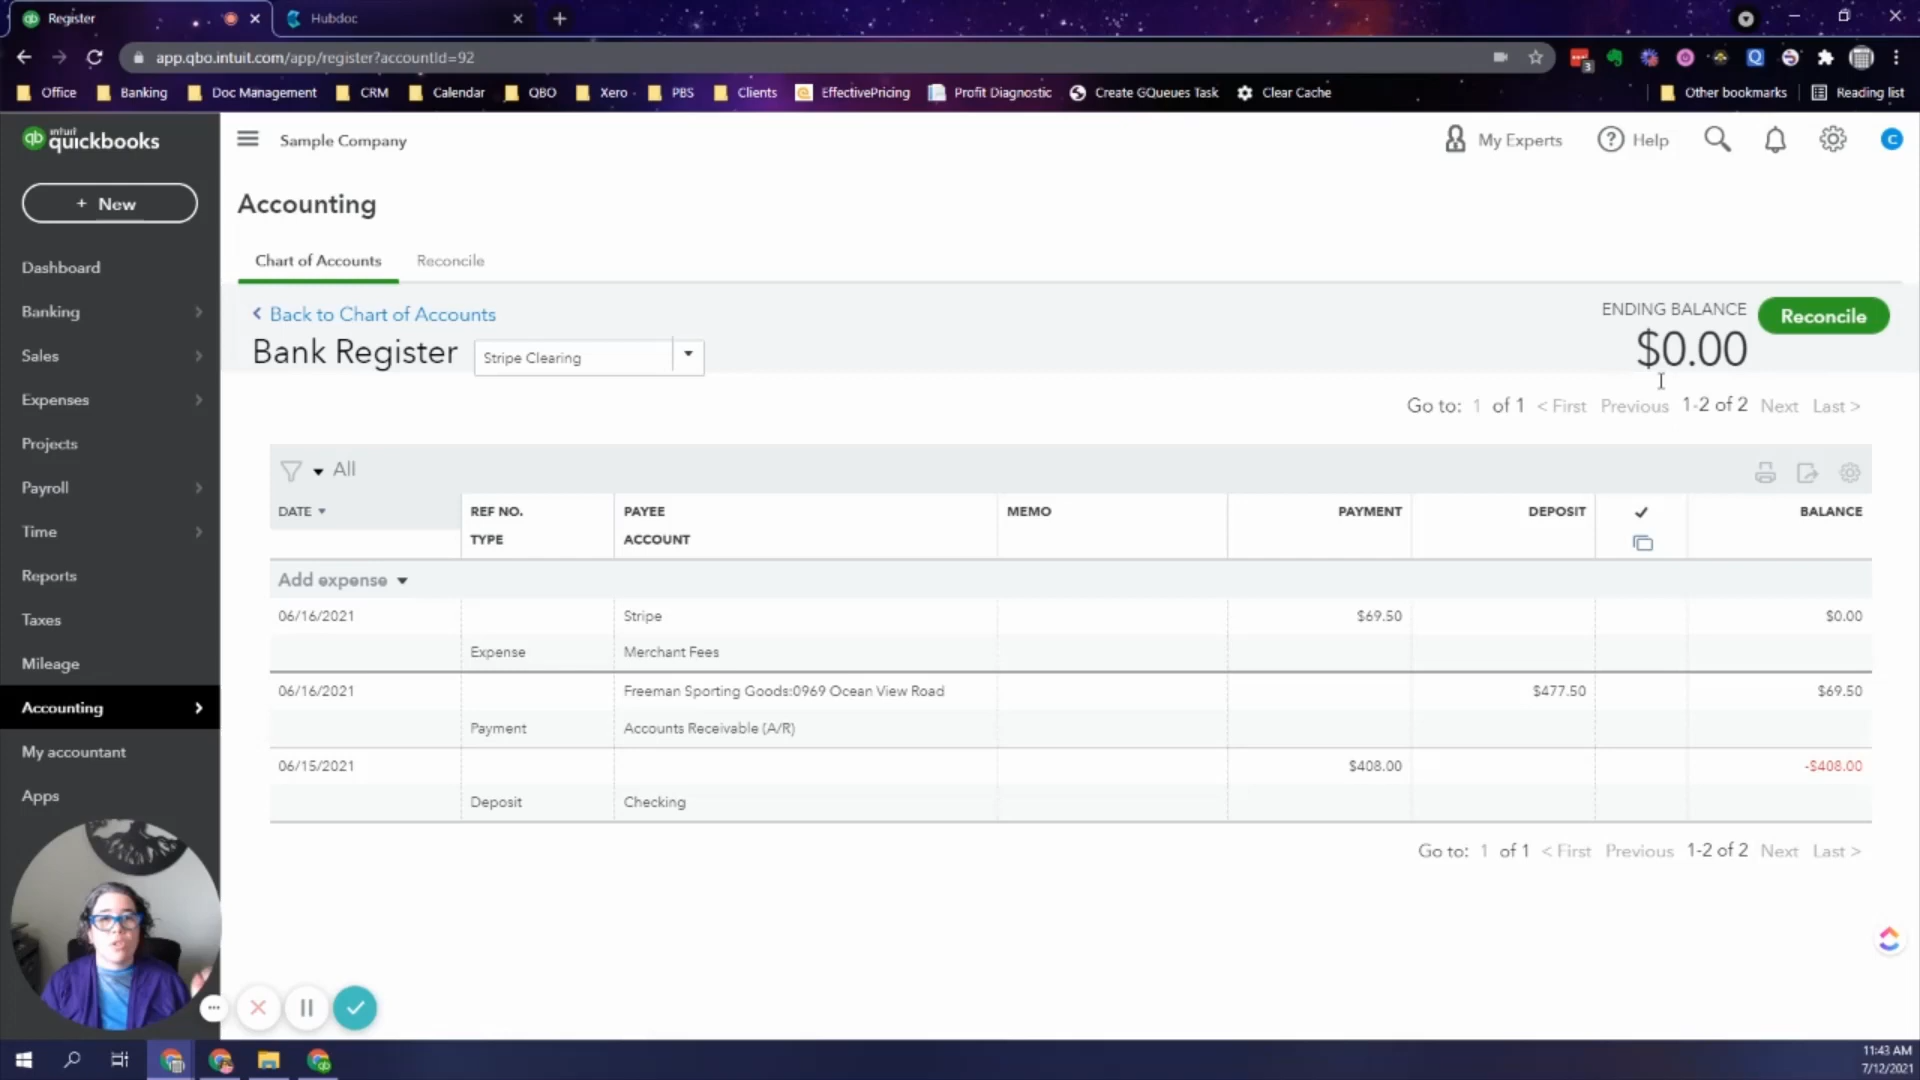 Register
Hubdoc
app.qbo.intuit.com/app/register?accountId=92
3
Office
Banking
Doc Management
CRM
Calendar
QBO
Xero
PBS
Clients
EffectivePricing
Profit Diagnostic
Create GQueues Task
Clear Cache
Other bookmarks
Reading list
intuit
quickbooks
Sample Company
My Experts
Help
C
+ New
Accounting
Dashboard
Chart of Accounts
Reconcile
Banking
< Back to Chart of Accounts
ENDING BALANCE
Reconcile
Bank Register
Stripe Clearing
$0.00
Sales
Expenses
Go to: 1 of 1 < First Previous 1-2 of 2 Next Last >
Projects
All
Payroll
DATE
REF NO.
PAYEE
MEMO
PAYMENT
DEPOSIT
BALANCE
TYPE
ACCOUNT
Time
Reports
Add expense
Taxes
06/16/2021
Stripe
$69.50
$0.00
Expense
Merchant Fees
Mileage
06/16/2021
Freeman Sporting Goods:0969 Ocean View Road
$477.50
$69.50
Accounting
Payment
Accounts Receivable (A/R)
My accountant
06/15/2021
$408.00
-$408.00
Apps
Deposit
Checking
Go to: 1 of 1 < First Previous 1-2 of 2 Next Last >
11:43 AM
7/12/2021